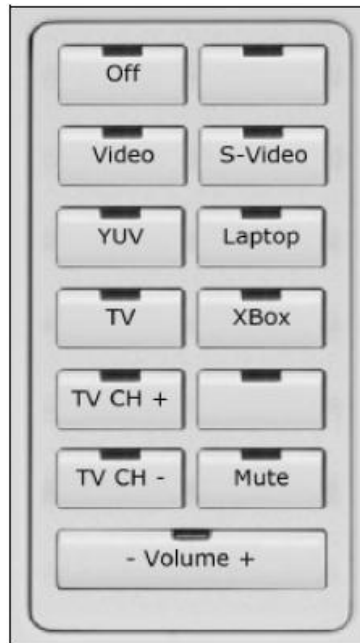 Off
Video S-Video
YUV Laptop
TV XBox
TV CH +
TV CH - Mute
- Volume +